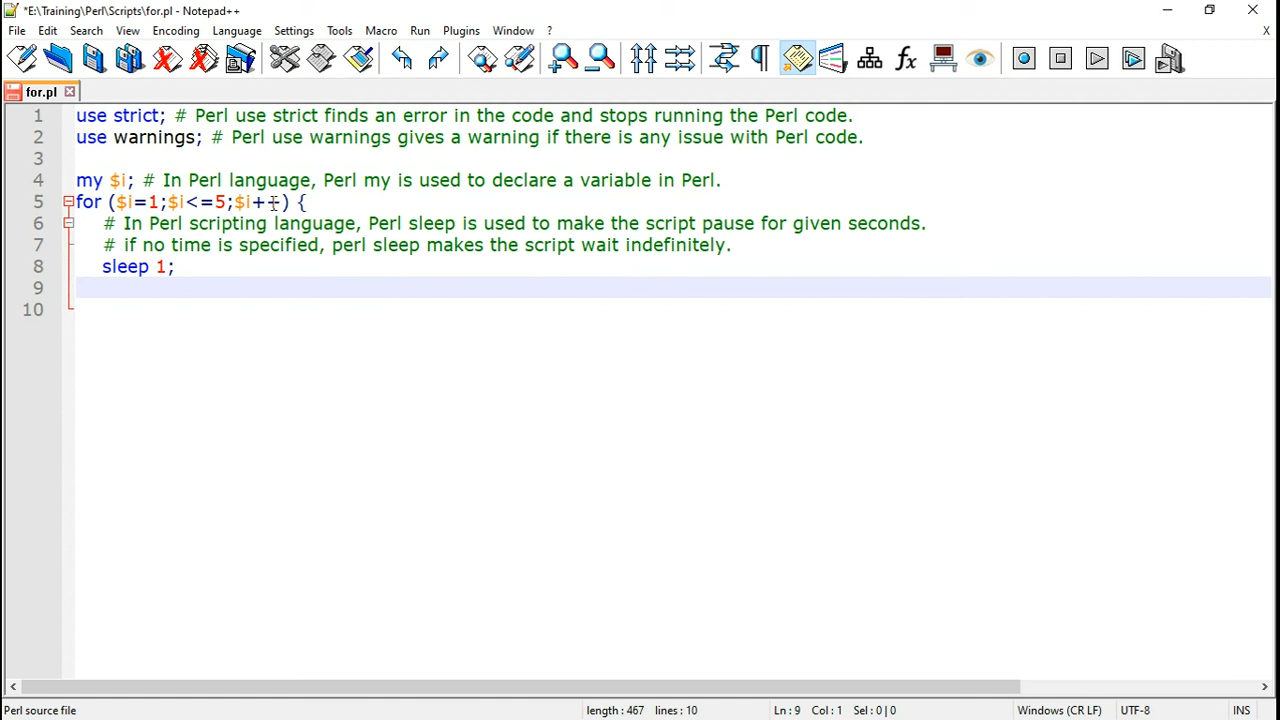 *E:\Training\Perl\Scripts\for.pl - Notepad++
File Edit Search View Encoding Language Settings Tools Macro Run Plugins Window ? X
for.pl
1 use strict; # Perl use strict finds an error in the code and stops running the Perl code.
2 use warnings; # Perl use warnings gives a warning if there is any issue with Perl code.
3
4 my $i; # In Perl language, Perl my is used to declare a variable in Perl.
5 for ($i=1;$i<=5;$i++) {
6 # In Perl scripting language, Perl sleep is used to make the script pause for given seconds.
7 # if no time is specified, perl sleep makes the script wait indefinitely.
8 sleep 1;
9
10
Perl source file length : 467 lines : 10 Ln : 9 Col : 1 Sel : 0 | 0 Windows (CR LF) UTF-8 INS